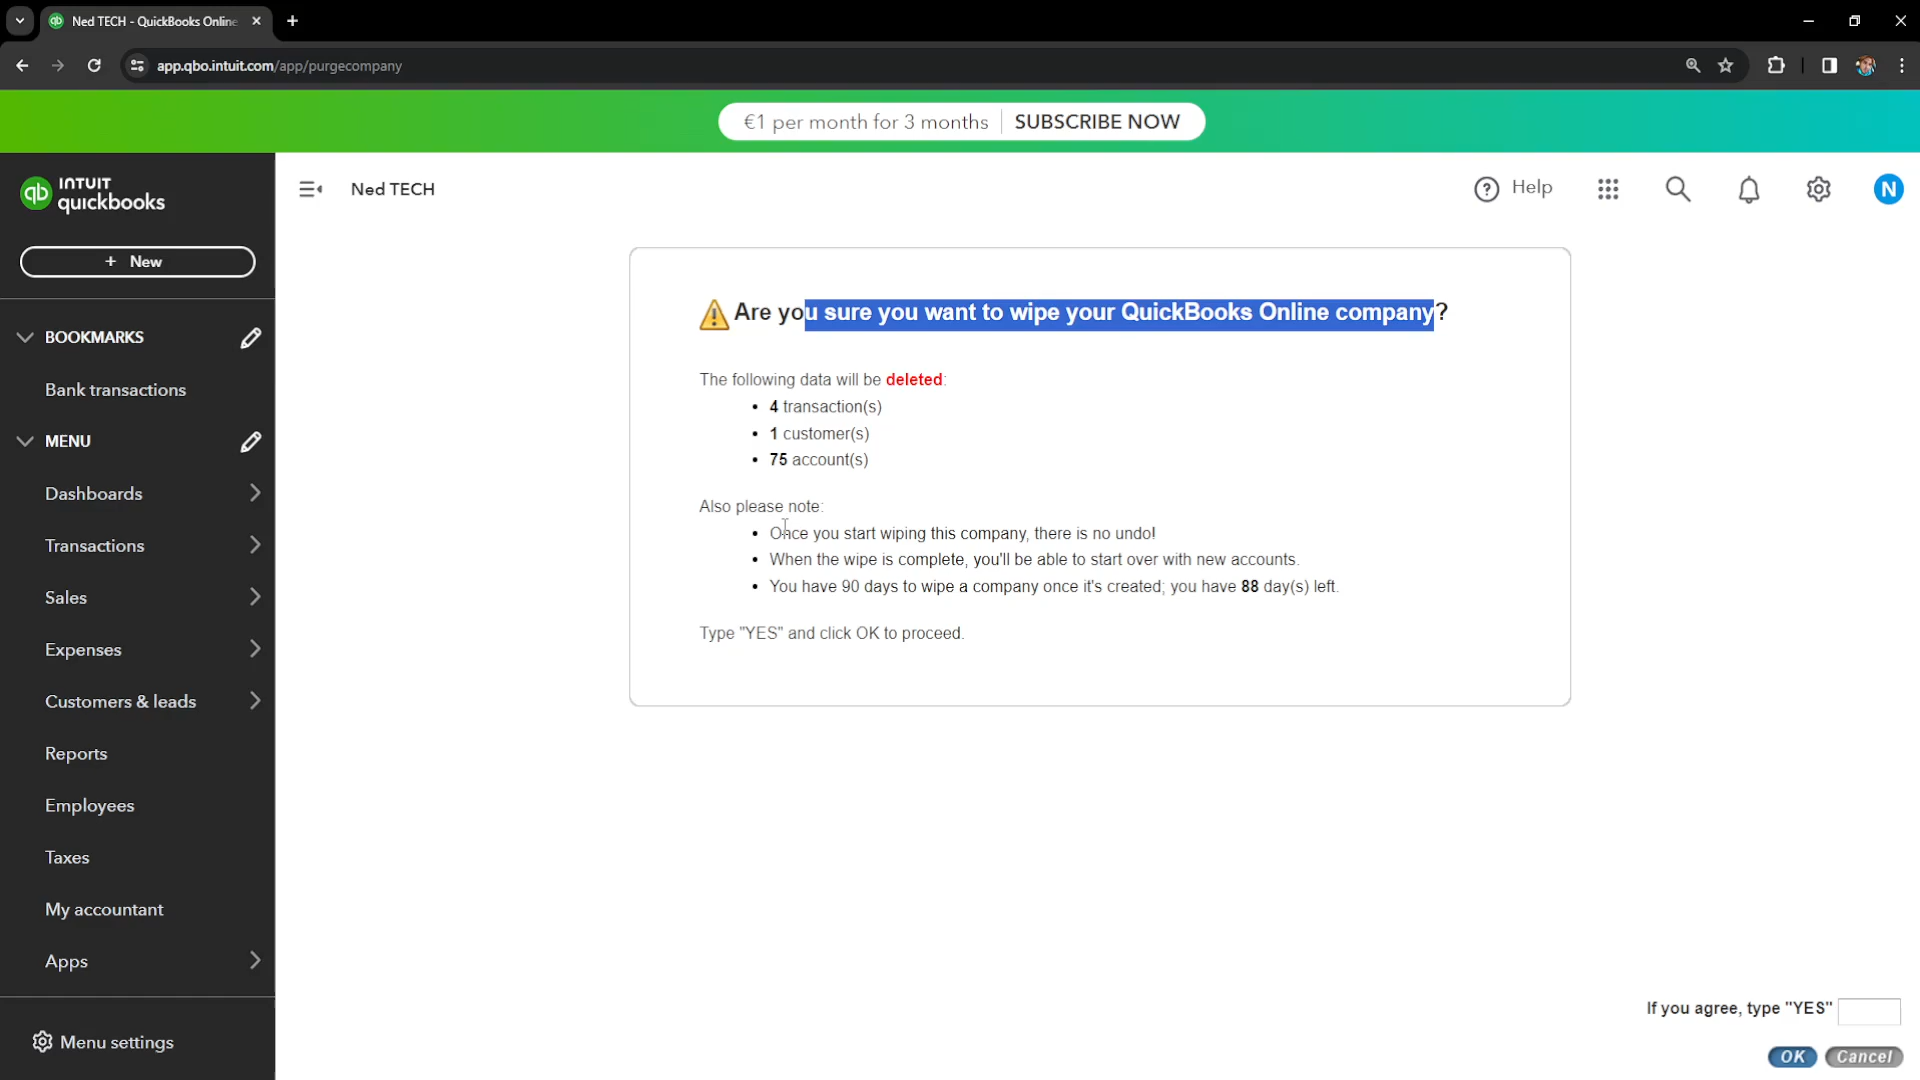 Ned TECH - QuickBooks Online
app.qbo.intuit.com/app/purgecompany
€1 per month for 3 months SUBSCRIBE NOW
qb INTUIT quickbooks
Ned TECH
Help
N
+ New
BOOKMARKS
Bank transactions
MENU
Dashboards
Transactions
Sales
Expenses
Customers & leads
Reports
Employees
Taxes
My accountant
Apps
Menu settings
Are you sure you want to wipe your QuickBooks Online company?
The following data will be deleted:
• 4 transaction(s)
• 1 customer(s)
• 75 account(s)
Also please note:
• Once you start wiping this company, there is no undo!
• When the wipe is complete, you'll be able to start over with new accounts.
• You have 90 days to wipe a company once it's created; you have 88 day(s) left.
Type "YES" and click OK to proceed.
If you agree, type "YES"
OK Cancel